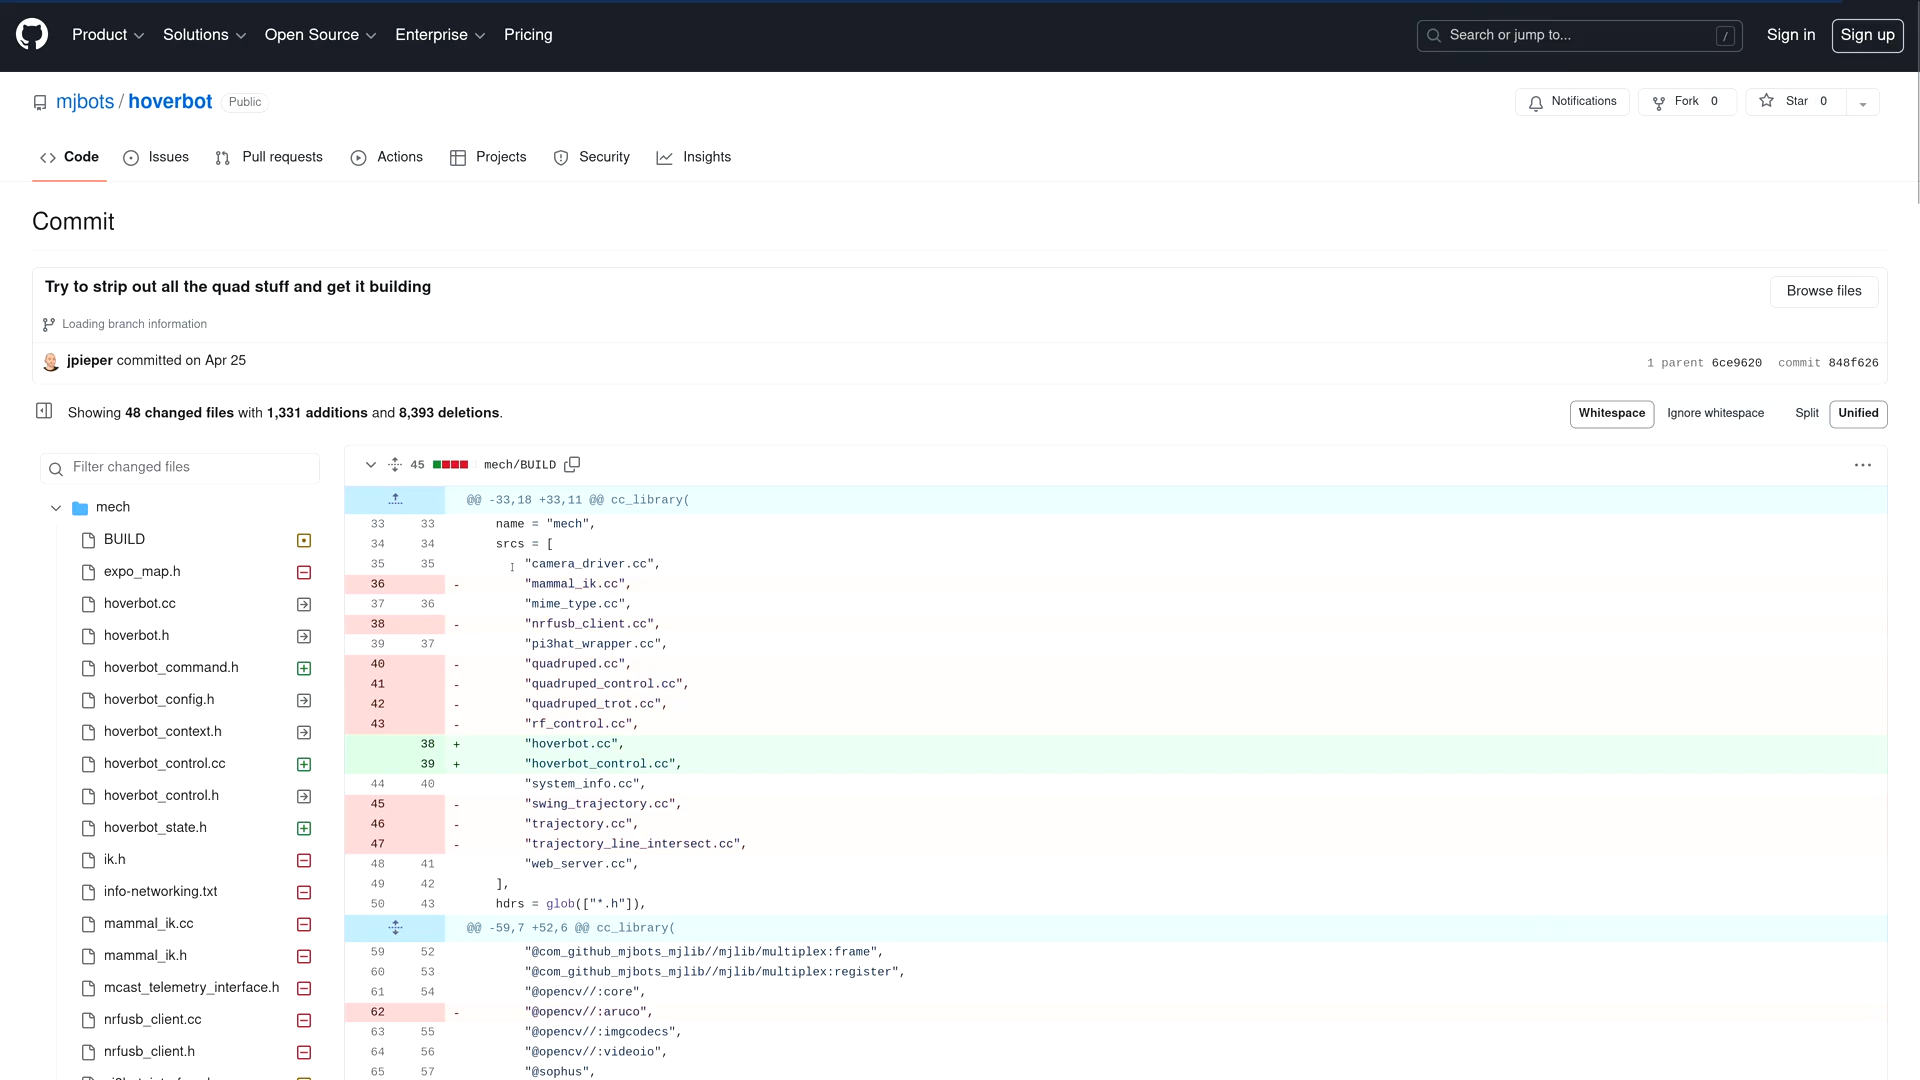 Product Solutions Open Source Enterprise Pricing Search or jump to... / Sign in Sign up
mjbots / hoverbot Public Notifications Fork 0 Star 0
Code Issues Pull requests Actions Projects Security Insights
Commit
Try to strip out all the quad stuff and get it building Browse files
Loading branch information
jpieper committed on Apr 25 1 parent 6ce9620 commit 848f626
Showing 48 changed files with 1,331 additions and 8,393 deletions. Whitespace Ignore whitespace Split Unified
Filter changed files
mech
BUILD
expo_map.h
hoverbot.cc
hoverbot.h
hoverbot_command.h
hoverbot_config.h
hoverbot_context.h
hoverbot_control.cc
hoverbot_control.h
hoverbot_state.h
ik.h
info-networking.txt
mammal_ik.cc
mammal_ik.h
mcast_telemetry_interface.h
nrfusb_client.cc
nrfusb_client.h
45 mech/BUILD
@@ -33,18 +33,11 @@ cc_library(
33 33 name = "mech",
34 34 srcs = [
35 35 "camera_driver.cc",
36 - "mammal_ik.cc",
37 36 "mime_type.cc",
38 - "nrfusb_client.cc",
39 37 "pi3hat_wrapper.cc",
40 - "quadruped.cc",
41 - "quadruped_control.cc",
42 - "quadruped_trot.cc",
43 - "rf_control.cc",
38 + "hoverbot.cc",
39 + "hoverbot_control.cc",
44 40 "system_info.cc",
45 - "swing_trajectory.cc",
46 - "trajectory.cc",
47 - "trajectory_line_intersect.cc",
48 41 "web_server.cc",
49 42 ],
50 43 hdrs = glob(["*.h"]),
@@ -59,7 +52,6 @@ cc_library(
59 52 "@com_github_mjbots_mjlib//mjlib/multiplex:frame",
60 53 "@com_github_mjbots_mjlib//mjlib/multiplex:register",
61 54 "@opencv//:core",
62 - "@opencv//:aruco",
63 55 "@opencv//:imgcodecs",
64 56 "@opencv//:videoio",
65 57 "@sophus",